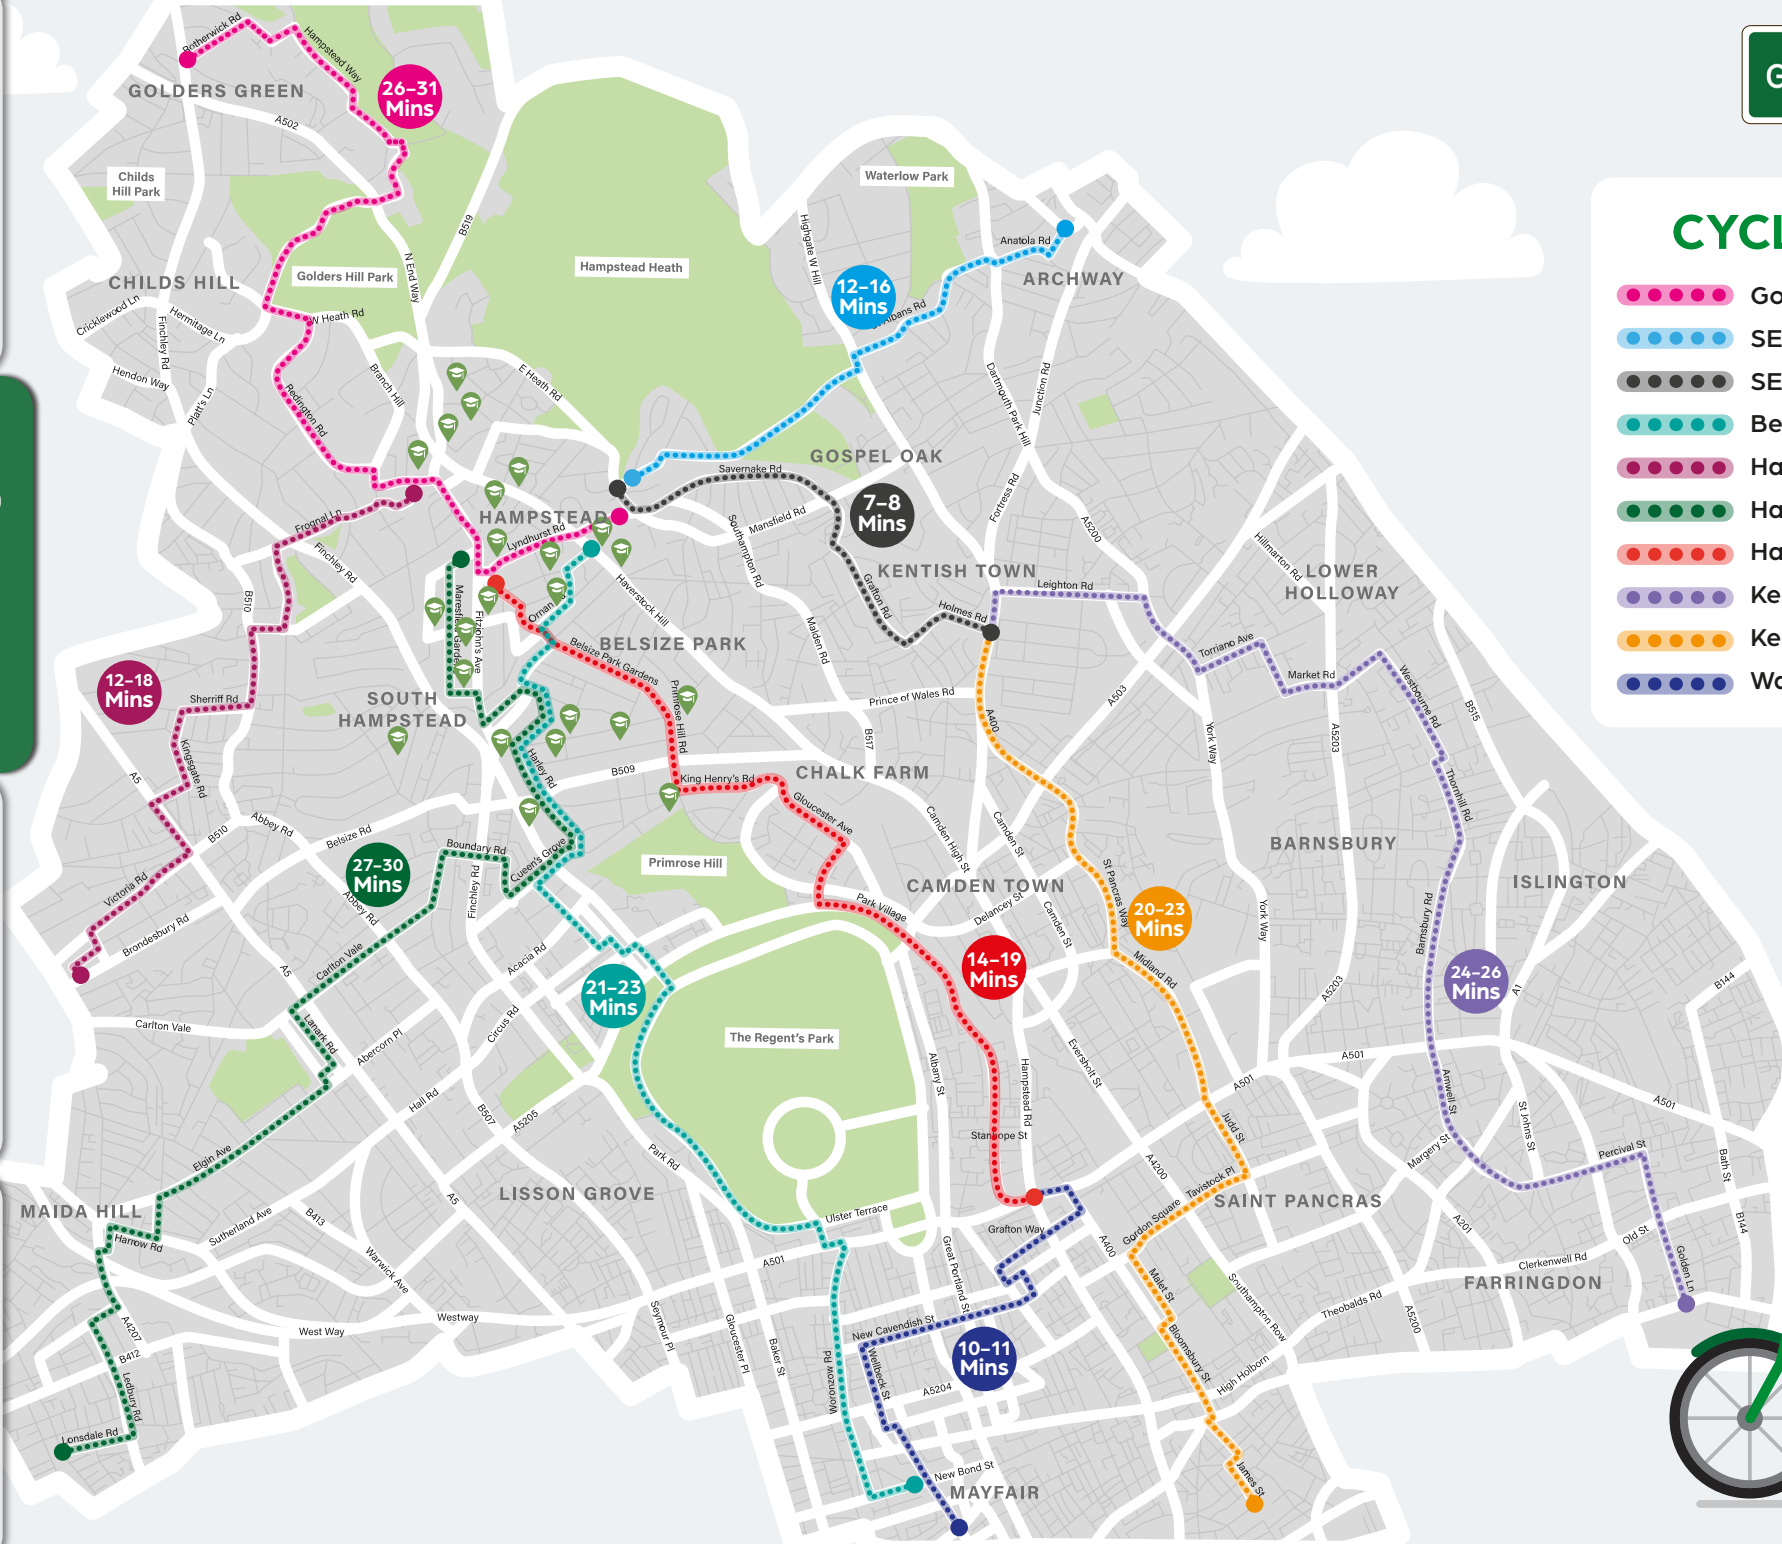 Rotherwick Rd
Hampstead Way
GOLDERS GREEN
26–31
Mins
A502
Childs
Hill Park
Waterlow Park
B519
Highgate W Hill
Anatola Rd
ARCHWAY
Hampstead Heath
Golders Hill Park
N End Way
CHILDS HILL
12–16
Mins
Albans Rd
Cricklewood Ln
Hermitage Ln
W Heath Rd
Finchley Rd
Hendon Way
Platt's Ln
Branch Hill
E Heath Rd
Redington Rd
Dartmouth Park Hill
Junction Rd
GOSPEL OAK
Savernake Rd
7–8
Mins
Mansfield Rd
Southampton Rd
Fortress Rd
A5200
HAMPSTEAD
Lyndhurst Rd
Frognal Ln
Finchley Rd
KENTISH TOWN
Leighton Rd
Hillmarton Rd
LOWER
HOLLOWAY
B510
Maresfield Gardens
Fitzjohn's Ave
Ornan
Haverstock Hill
Grafton Rd
Holmes Rd
Malden Rd
BELSIZE PARK
Belsize Park Gardens
Torriano Ave
Market Rd
Westbourne Rd
12–18
Mins
Sherriff Rd
SOUTH
HAMPSTEAD
Primrose Hill Rd
Prince of Wales Rd
A503
A400
B517
York Way
A5203
B515
Kingsgate Rd
A5
Harley Rd
B509
King Henry's Rd
CHALK FARM
Gloucester Ave
Thornhill Rd
Camden High St
Camden St
B510
Abbey Rd
Belsize Rd
Boundary Rd
Queen's Grove
Primrose Hill
BARNSBURY
27–30
Mins
Abbey Rd
Finchley Rd
Victoria Rd
Brondesbury Rd
CAMDEN TOWN
Park Village
Delancey St
Camden St
St Pancras Way
20–23
Mins
York Way
Barnsbury Rd
ISLINGTON
Carlton Vale
A5
Acacia Rd
Midland Rd
14–19
Mins
24–26
Mins
A1
A5203
B144
21–23
Mins
Carlton Vale
Lanark Rd
Abercorn Pl
Circus Rd
The Regent's Park
Albany St
Hampstead Rd
Eversholt St
A501
A501
Amwell St
St Johns St
A501
Hall Rd
B507
A5205
Stanhope St
Judd St
Margery St
Percival St
Bath St
Elgin Ave
Park Rd
A4200
Tavistock Pl
LISSON GROVE
MAIDA HILL
A5
SAINT PANCRAS
Ulster Terrace
Grafton Way
Gordon Square
A400
A201
B144
Old St
Sutherland Ave
B413
Harrow Rd
Warwick Ave
A501
Great Portland St
Clerkenwell Rd
FARRINGDON
Golden Ln
Malet St
Southampton Row
Theobalds Rd
A5200
Westway
West Way
A4207
B412
Seymour Pl
Gloucester Pl
Baker St
Woronzow Rd
New Cavendish St
10–11
Mins
Wellbeck St
A5204
Bloomsbury St
High Holborn
Ledbury Rd
Lonsdale Rd
New Bond St
MAYFAIR
James St
G
CYCL
Go
SE
SE
Be
Ha
Ha
Ha
Ke
Ke
Wo